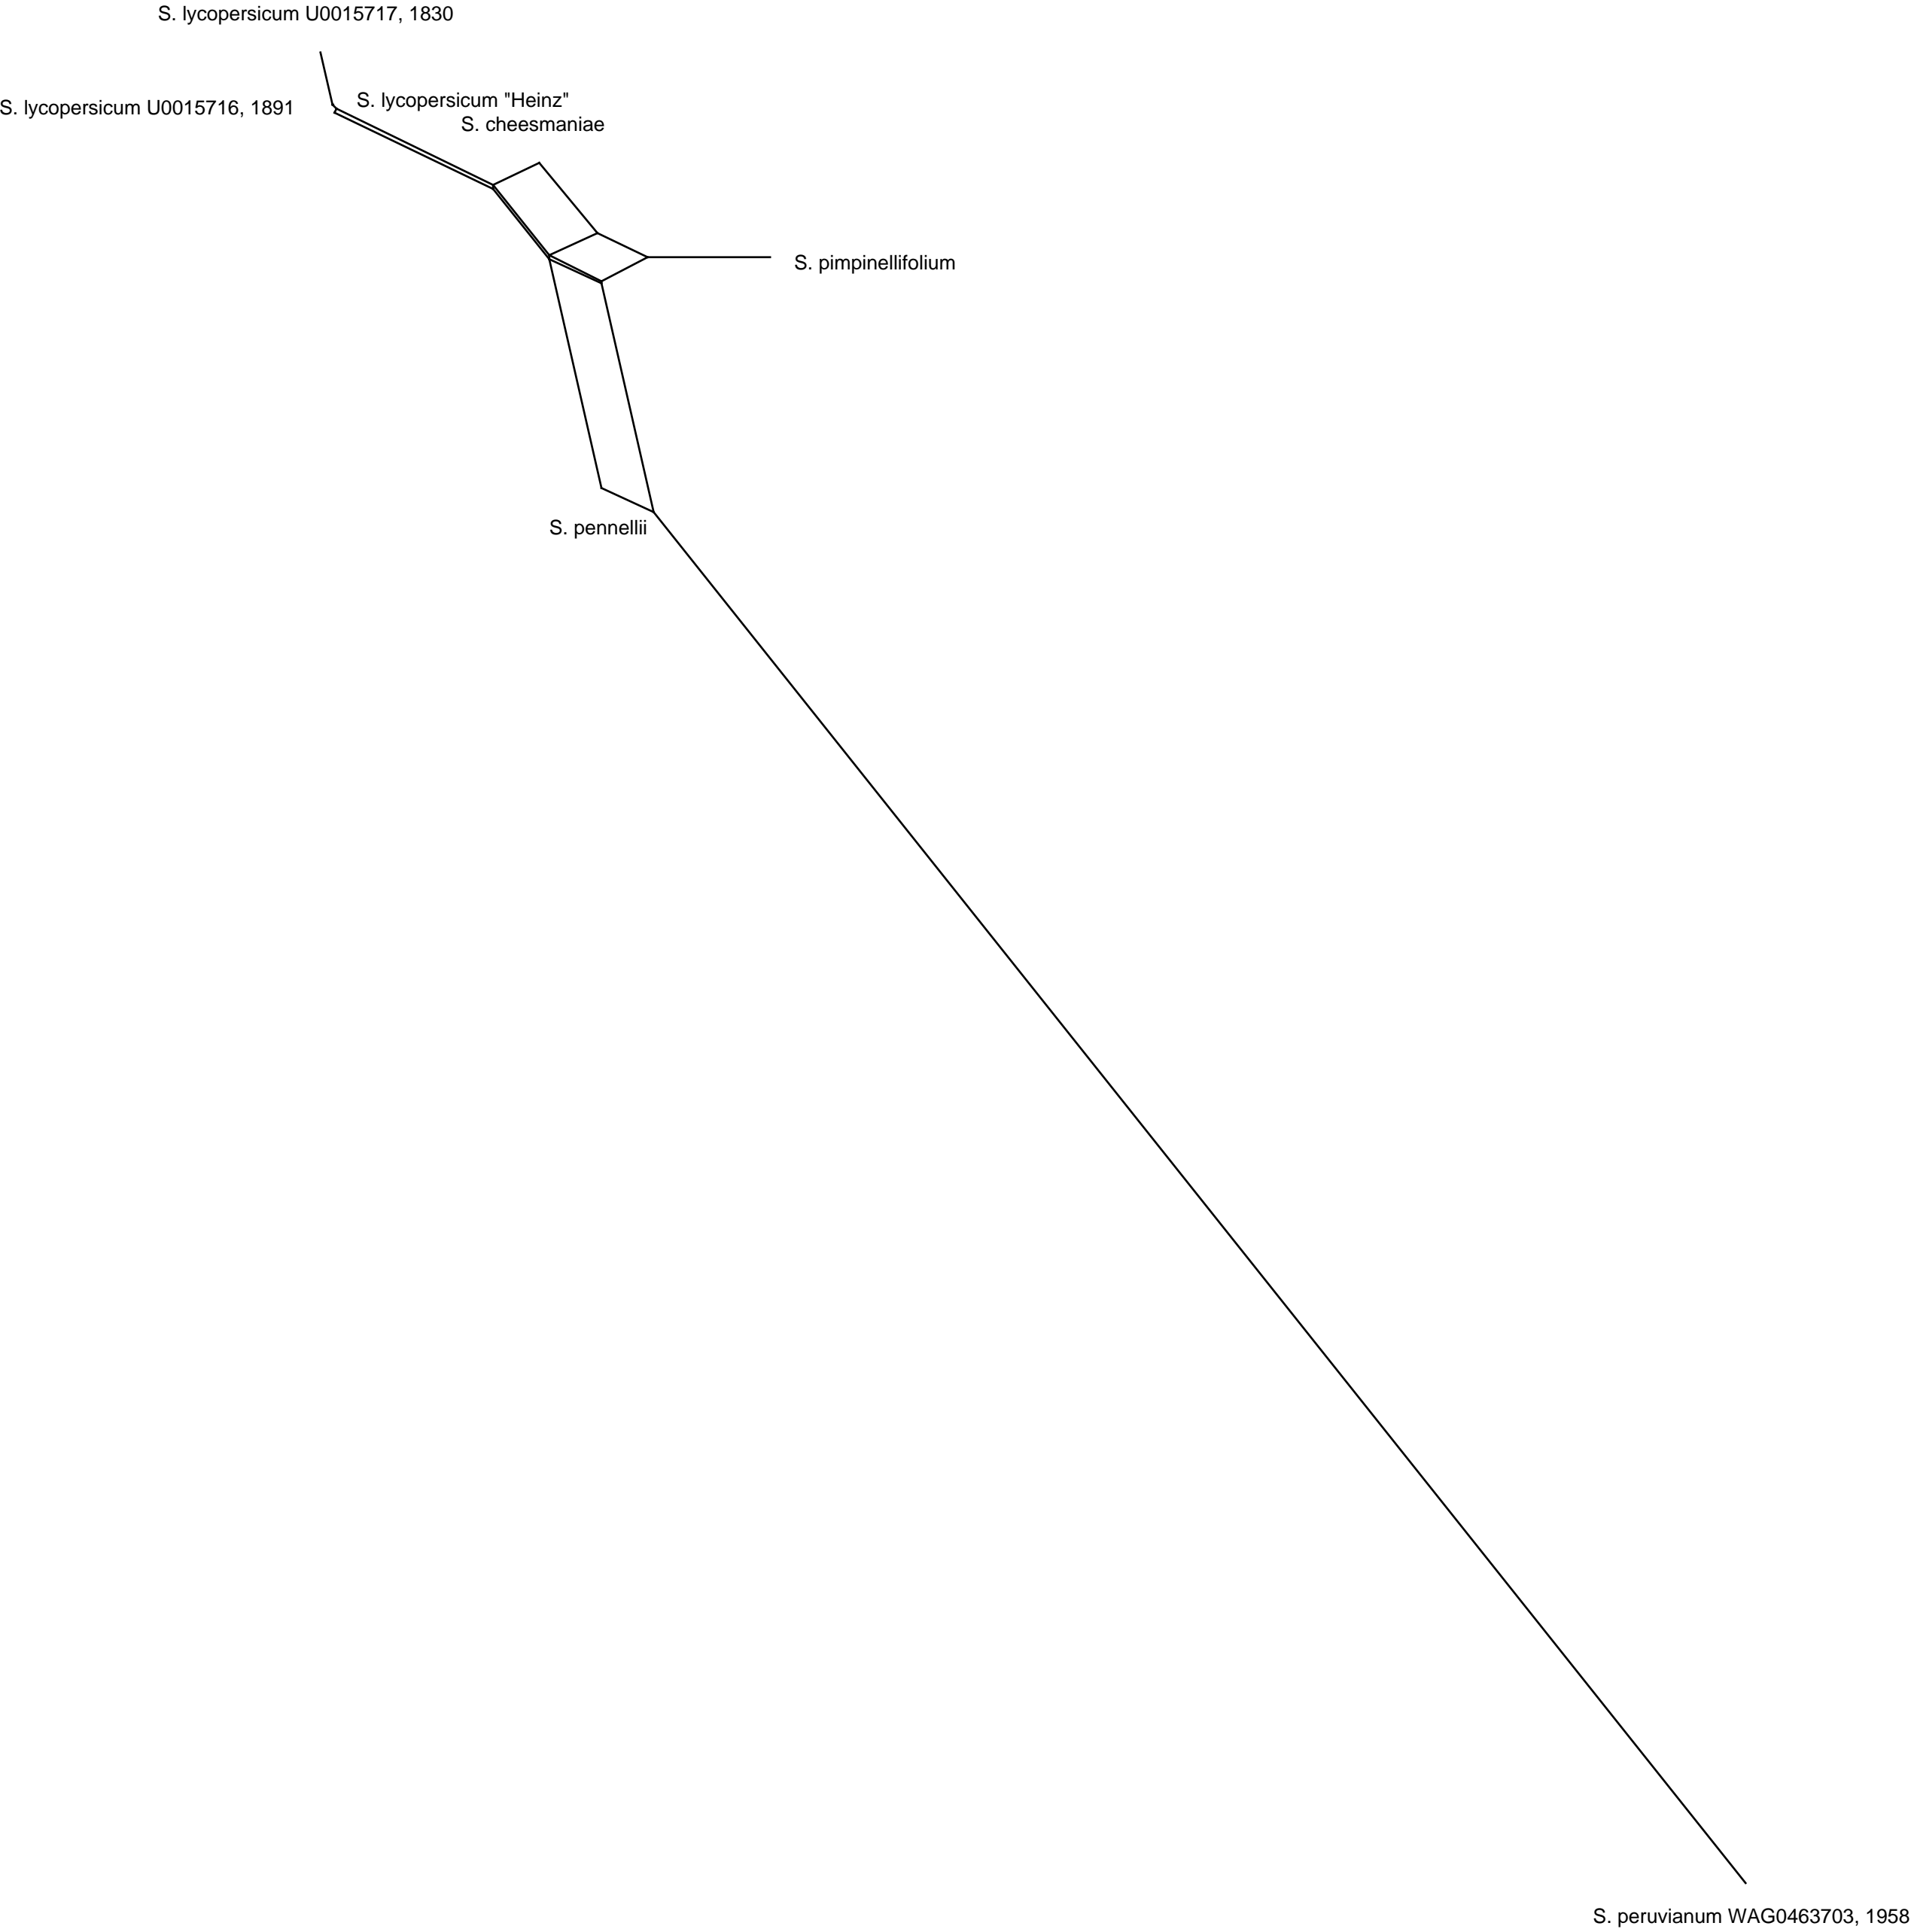 S. lycopersicum U0015717, 1830
S. lycopersicum "Heinz"
S. lycopersicum U0015716, 1891
S. cheesmaniae
S. pimpinellifolium
S. pennellii
S. peruvianum WAG0463703, 1958